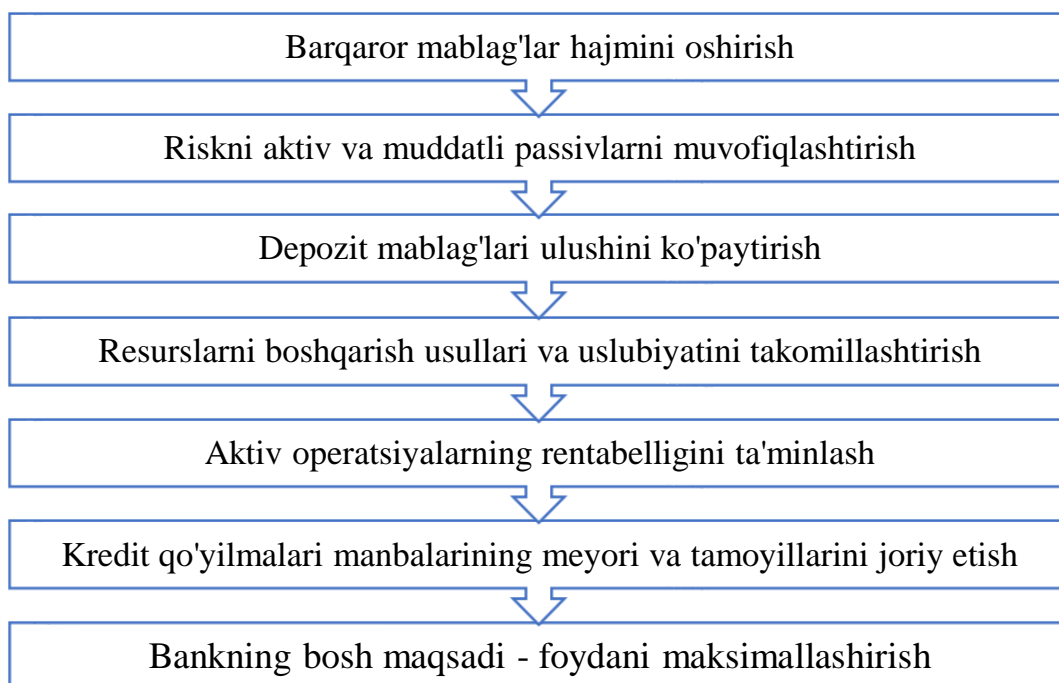 Barqaror mablag'lar hajmini oshirish
Riskni aktiv va muddatli passivlarni muvofiqlashtirish
Depozit mablag'lari ulushini ko'paytirish
Resurslarni boshqarish usullari va uslubiyatini takomillashtirish
Aktiv operatsiyalarning rentabelligini ta'minlash
Kredit qo'yilmalari manbalarining meyori va tamoyillarini joriy etish
Bankning bosh maqsadi - foydani maksimallashirish